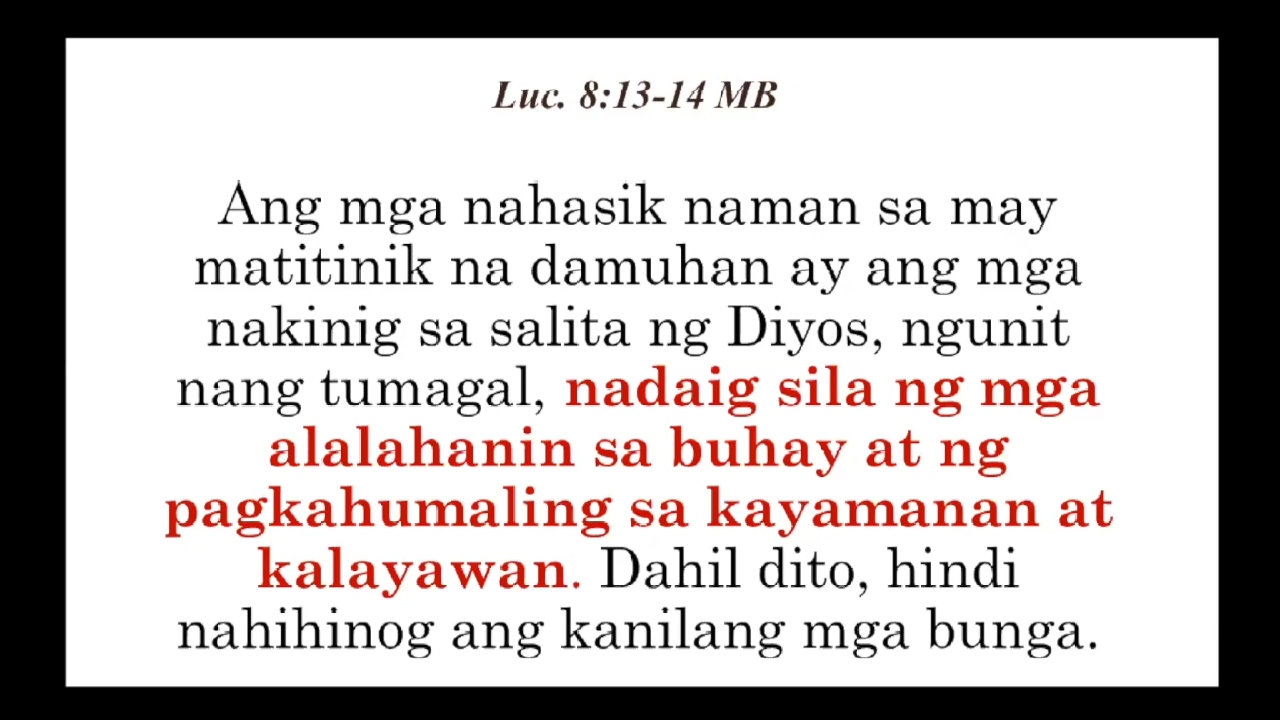 Luc. 8:13-14 MB
Ang mga nahasik naman sa may
matitinik na damuhan ay ang mga
nakinig sa salita ng Diyos, ngunit
nang tumagal, nadaig sila ng mga
alalahanin sa buhay at ng
pagkahumaling sa kayamanan at
kalayawan. Dahil dito, hindi
nahihinog ang kanilang mga bunga.